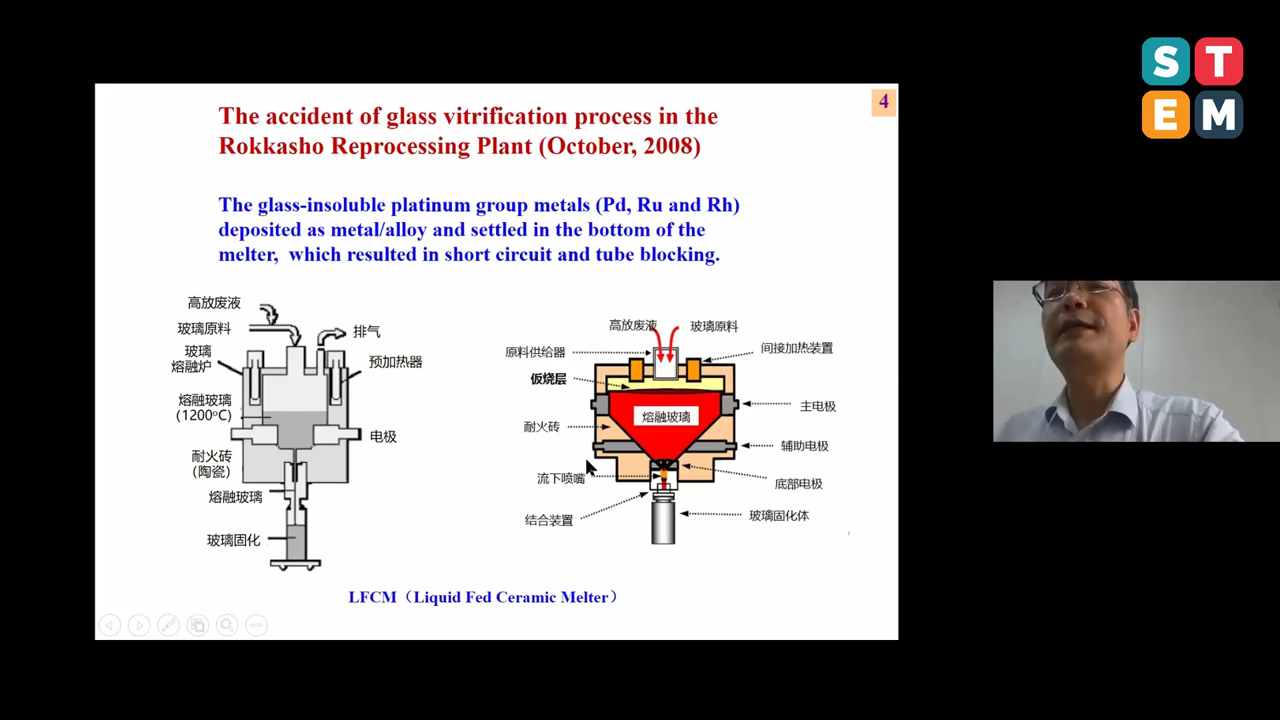 S T
E M
4
The accident of glass vitrification process in the
Rokkasho Reprocessing Plant (October, 2008)
The glass-insoluble platinum group metals (Pd, Ru and Rh)
deposited as metal/alloy and settled in the bottom of the
melter, which resulted in short circuit and tube blocking.
高放废液
玻璃原料
排气
玻璃
熔融炉
预加热器
熔融玻璃
(1200°C)
电极
耐火砖
(陶瓷)
熔融玻璃
玻璃固化
高放废液
玻璃原料
原料供给器
间接加热装置
仮烧层
主电极
熔融玻璃
耐火砖
辅助电极
流下喷嘴
底部电极
结合装置
玻璃固化体
LFCM（Liquid Fed Ceramic Melter）